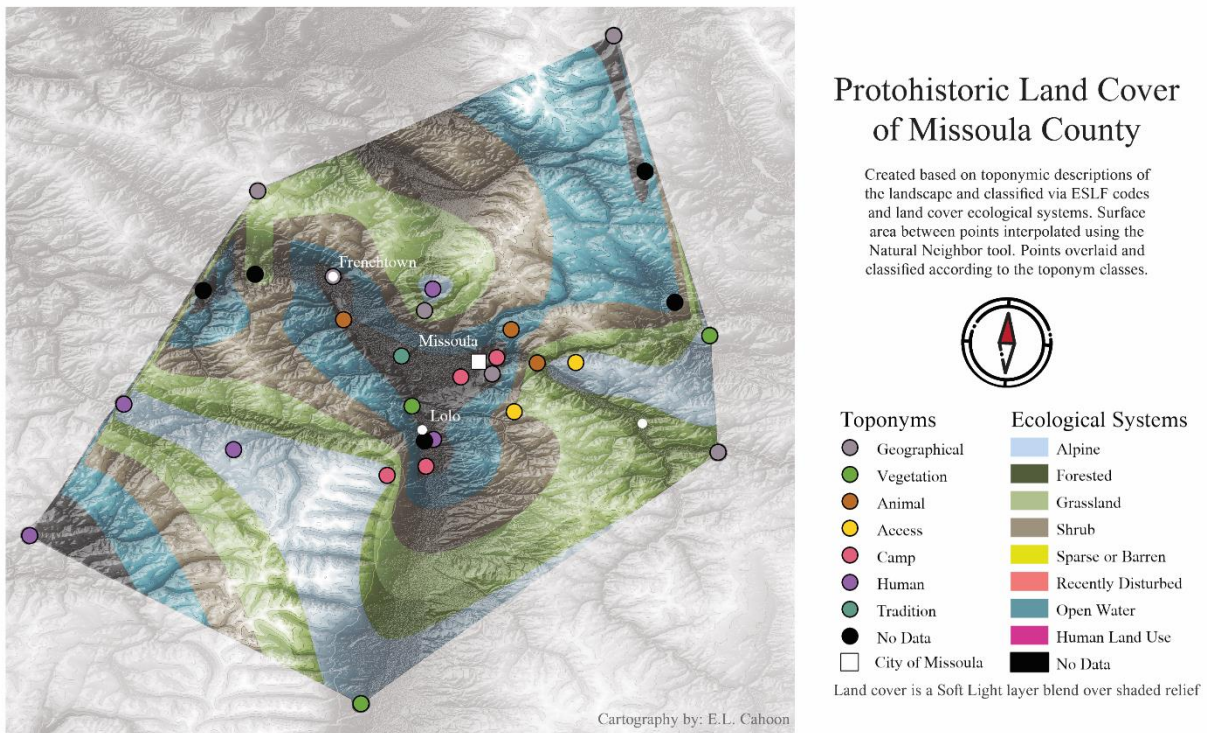 Protohistoric Land Cover
of Missoula County
Created based on toponymic descriptions of
the landscape and classified via ESLF codes
and land cover ecological systems. Surface
area between points interpolated using the
Natural Neighbor tool. Points overlaid and
classified according to the toponym classes.
Frenchtown
Missoula
Lolo
Toponyms
Geographical
Vegetation
Animal
Access
Camp
Human
Tradition
No Data
City of Missoula
Ecological Systems
Alpine
Forested
Grassland
Shrub
Sparse or Barren
Recently Disturbed
Open Water
Human Land Use
No Data
Land cover is a Soft Light layer blend over shaded relief
Cartography by: E.L. Cahoon